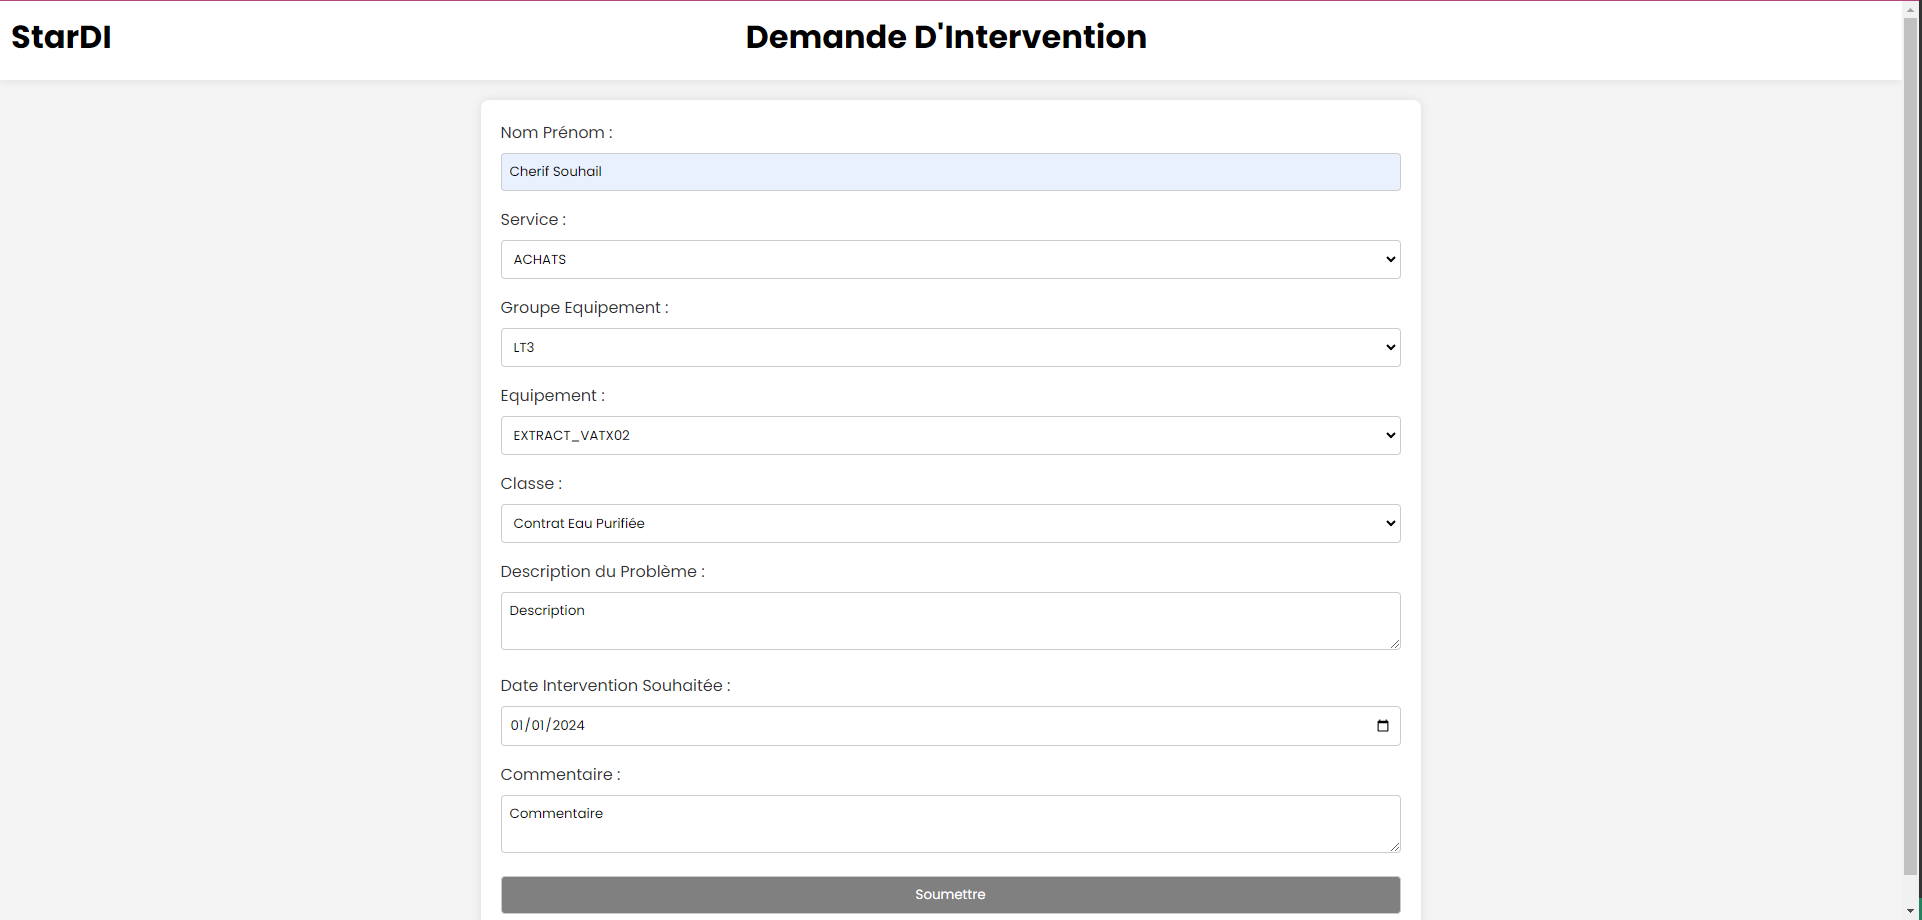 StarDI
Demande D'Intervention
Nom Prénom :
Cherif Souhail
Service :
ACHATS
Groupe Equipement :
LT3
Equipement :
EXTRACT_VATX02
Classe :
Contrat Eau Purifiée
Description du Problème :
Description
Date Intervention Souhaitée :
01/01/2024
Commentaire :
Commentaire
Soumettre